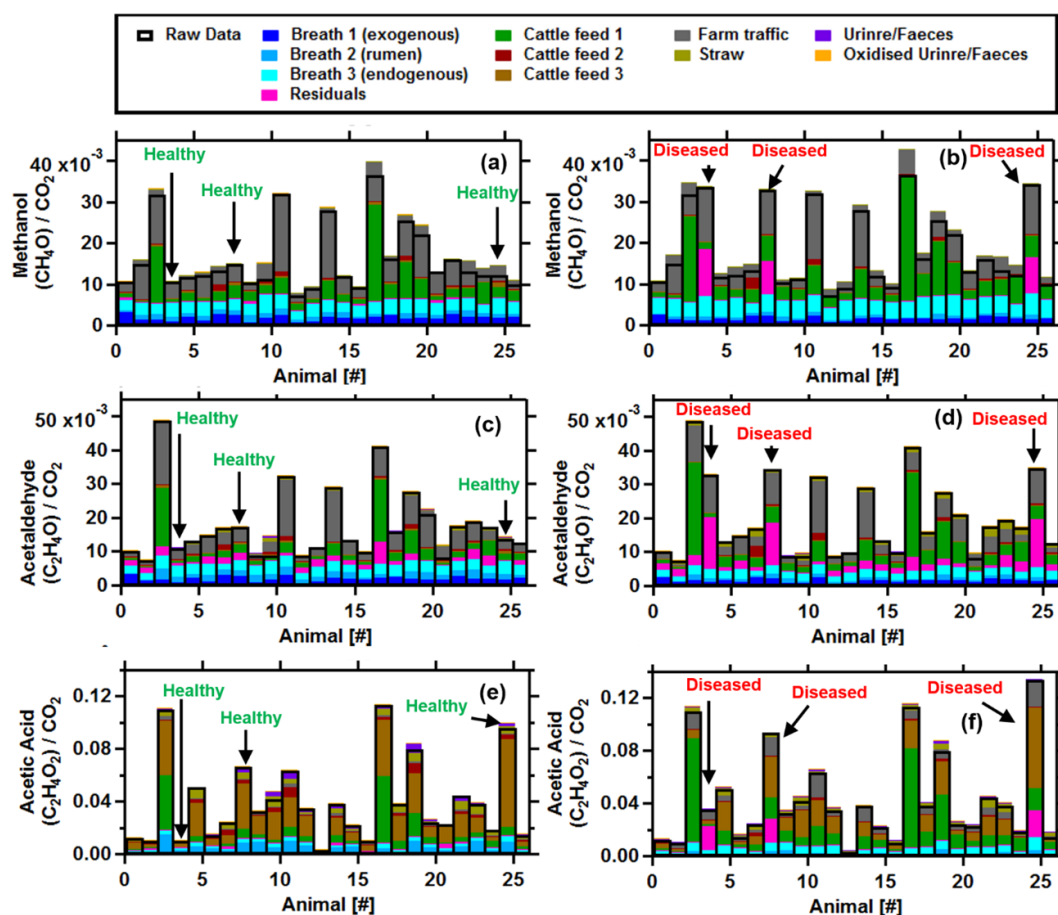 Raw Data
Breath 1 (exogenous)
Breath 2 (rumen)
Breath 3 (endogenous)
Residuals
Cattle feed 1
Cattle feed 2
Cattle feed 3
Farm traffic
Straw
Urinre/Faeces
Oxidised Urinre/Faeces
Methanol
(CH4O) / CO2
40 x10-3
30
20
10
0
Healthy
Healthy
Healthy
(a)
0 5 10 15 20 25
Animal [#]
Methanol
(CH4O) / CO2
40 x10-3
30
20
10
0
Diseased
Diseased
Diseased
(b)
0 5 10 15 20 25
Animal [#]
Acetaldehyde
(C2H4O) / CO2
50 x10-3
40
30
20
10
0
Healthy
Healthy
Healthy
(c)
0 5 10 15 20 25
Animal [#]
Acetaldehyde
(C2H4O) / CO2
50 x10-3
40
30
20
10
0
Diseased
Diseased
Diseased
(d)
0 5 10 15 20 25
Animal [#]
Acetic Acid
(C2H4O2) / CO2
0.12
0.08
0.04
0.00
Healthy
Healthy
Healthy
(e)
0 5 10 15 20 25
Animal [#]
Acetic Acid
(C2H4O2) / CO2
0.12
0.08
0.04
0.00
Diseased
Diseased
Diseased
(f)
0 5 10 15 20 25
Animal [#]